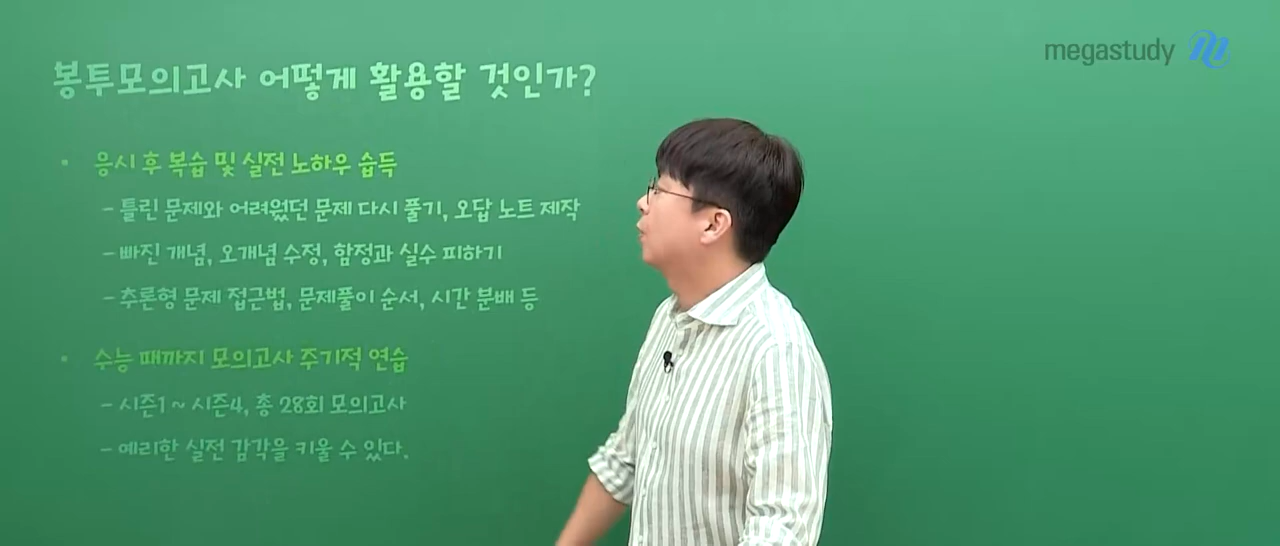 megastudy
봉투모의고사 어떻게 활용할 것인가?
• 응시 후 복습 및 실전 노하우 습득
- 틀린 문제와 어려웠던 문제 다시 풀기, 오답 노트 제작
- 빠진 개념, 오개념 수정, 함정과 실수 피하기
- 추론형 문제 접근법, 문제풀이 순서, 시간 분배 등
• 수능 때까지 모의고사 주기적 연습
- 시즌1 ~ 시즌4, 총 28회 모의고사
- 예리한 실전 감각을 키울 수 있다.